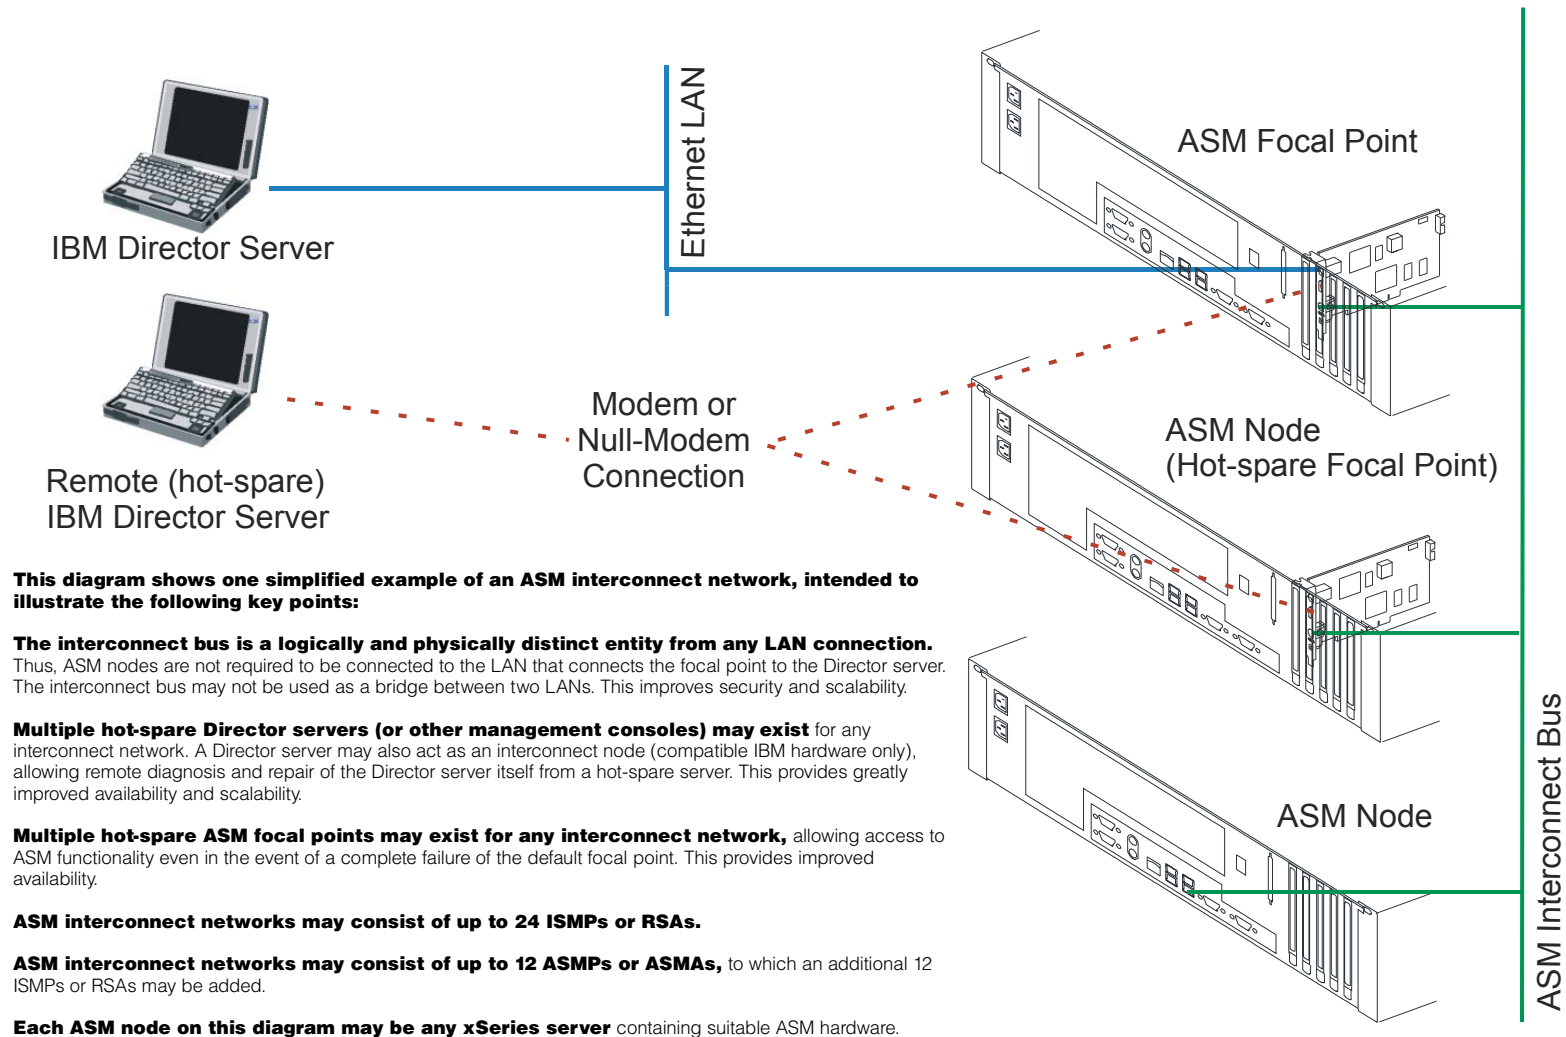 Ethernet LAN
ASM Focal Point
IBM Director Server
Modem or
Null-Modem
Connection
ASM Node
(Hot-spare Focal Point)
Remote (hot-spare)
IBM Director Server
This diagram shows one simplified example of an ASM interconnect network, intended to
illustrate the following key points:
The interconnect bus is a logically and physically distinct entity from any LAN connection.
Thus, ASM nodes are not required to be connected to the LAN that connects the focal point to the Director server.
The interconnect bus may not be used as a bridge between two LANs. This improves security and scalability.
Multiple hot-spare Director servers (or other management consoles) may exist for any
interconnect network. A Director server may also act as an interconnect node (compatible IBM hardware only),
allowing remote diagnosis and repair of the Director server itself from a hot-spare server. This provides greatly
improved availability and scalability.
Multiple hot-spare ASM focal points may exist for any interconnect network, allowing access to
ASM functionality even in the event of a complete failure of the default focal point. This provides improved
availability.
ASM interconnect networks may consist of up to 24 ISMPs or RSAs.
ASM interconnect networks may consist of up to 12 ASMPs or ASMAs, to which an additional 12
ISMPs or RSAs may be added.
Each ASM node on this diagram may be any xSeries server containing suitable ASM hardware.
ASM Node
ASM Interconnect Bus